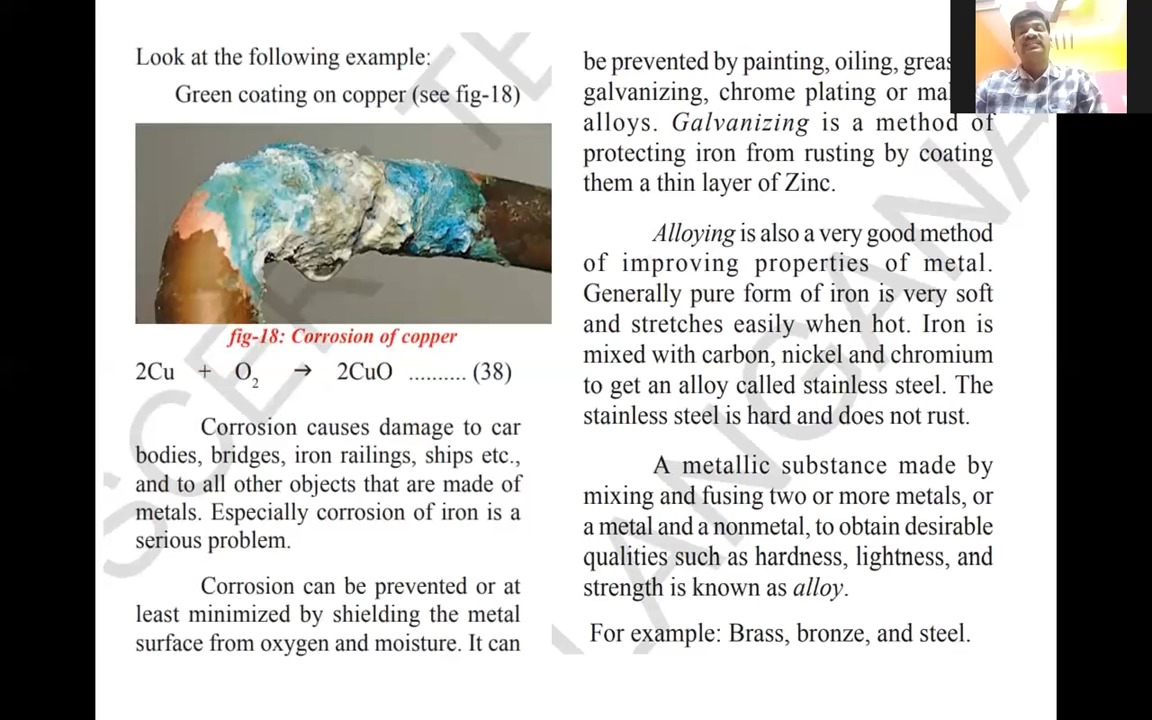 Look at the following example:
Green coating on copper (see fig-18)
fig-18: Corrosion of copper
2Cu + O₂ → 2CuO .......... (38)
Corrosion causes damage to car
bodies, bridges, iron railings, ships etc.,
and to all other objects that are made of
metals. Especially corrosion of iron is a
serious problem.
Corrosion can be prevented or at
least minimized by shielding the metal
surface from oxygen and moisture. It can
be prevented by painting, oiling,
galvanizing, chrome plating or
alloys. Galvanizing is a method of
protecting iron from rusting by coating
them a thin layer of Zinc.
Alloying is also a very good method
of improving properties of metal.
Generally pure form of iron is very soft
and stretches easily when hot. Iron is
mixed with carbon, nickel and chromium
to get an alloy called stainless steel. The
stainless steel is hard and does not rust.
A metallic substance made by
mixing and fusing two or more metals, or
a metal and a nonmetal, to obtain desirable
qualities such as hardness, lightness, and
strength is known as alloy.
For example: Brass, bronze, and steel.